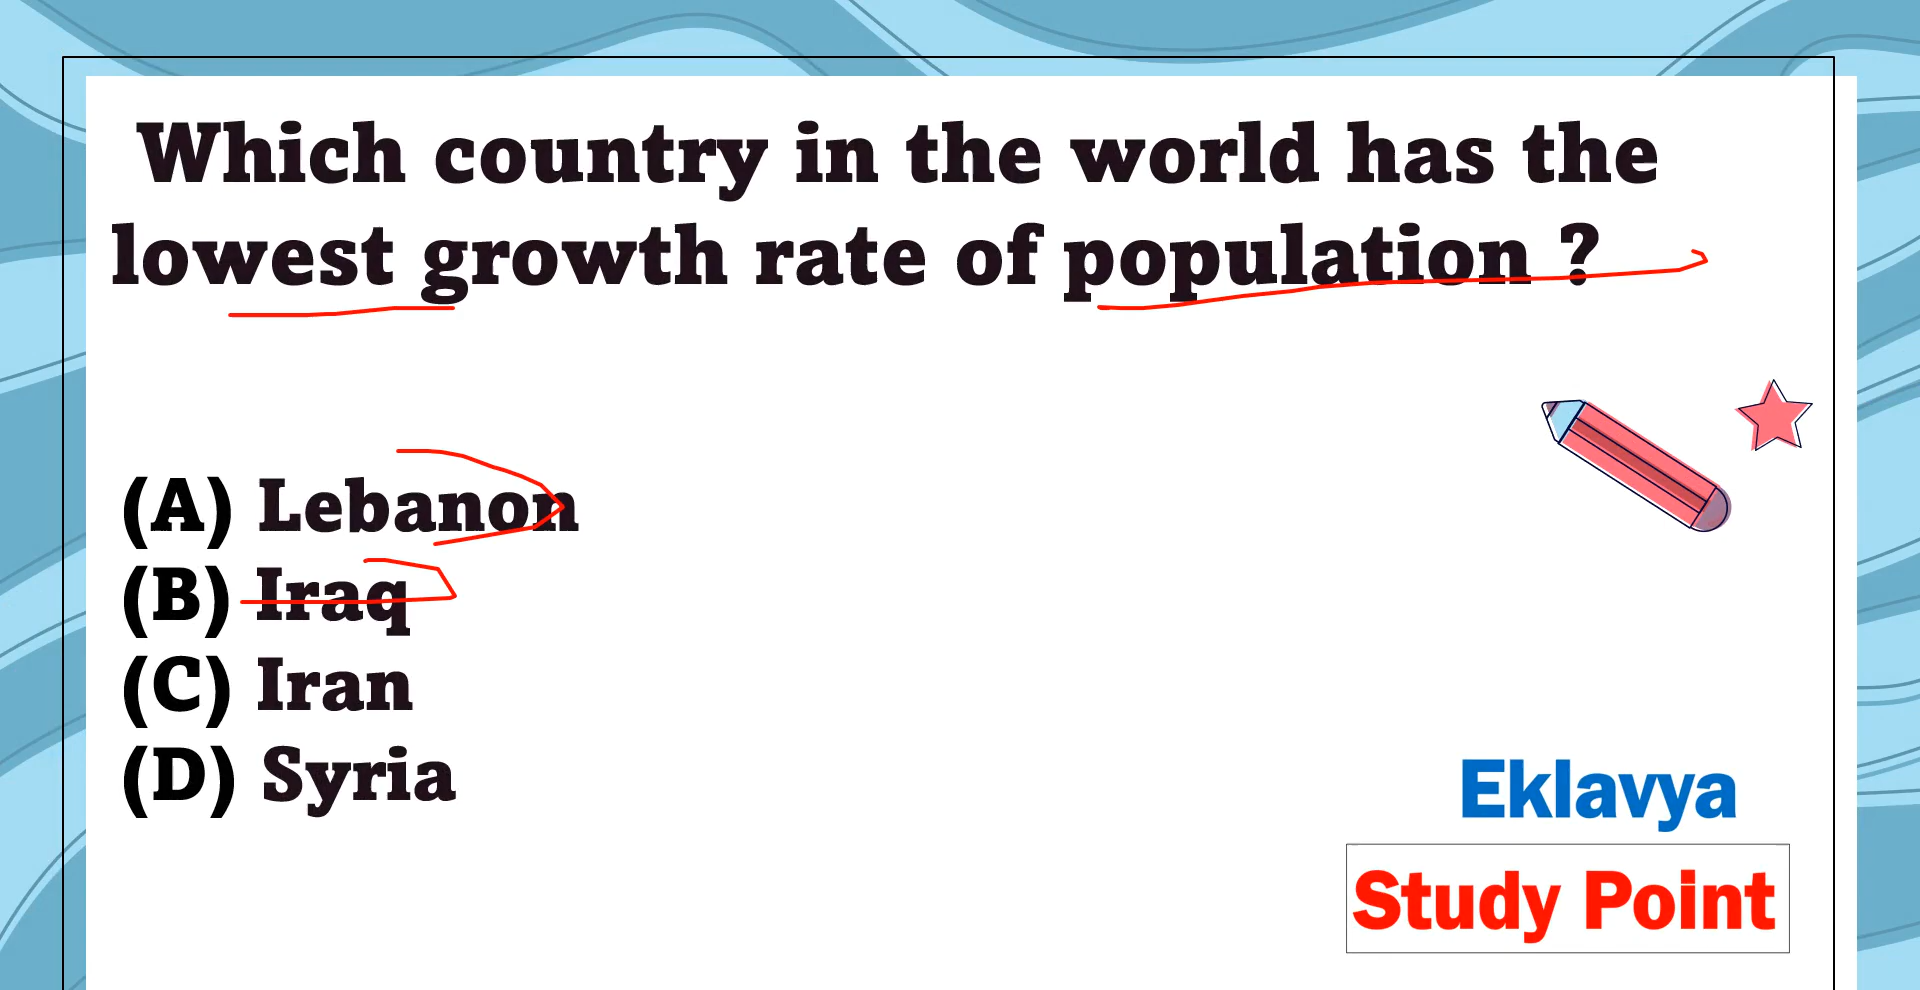 Which country in the world has the
lowest growth rate of population ?
(A) Lebanon
(B) Iraq
(C) Iran
(D) Syria
Eklavya
Study Point